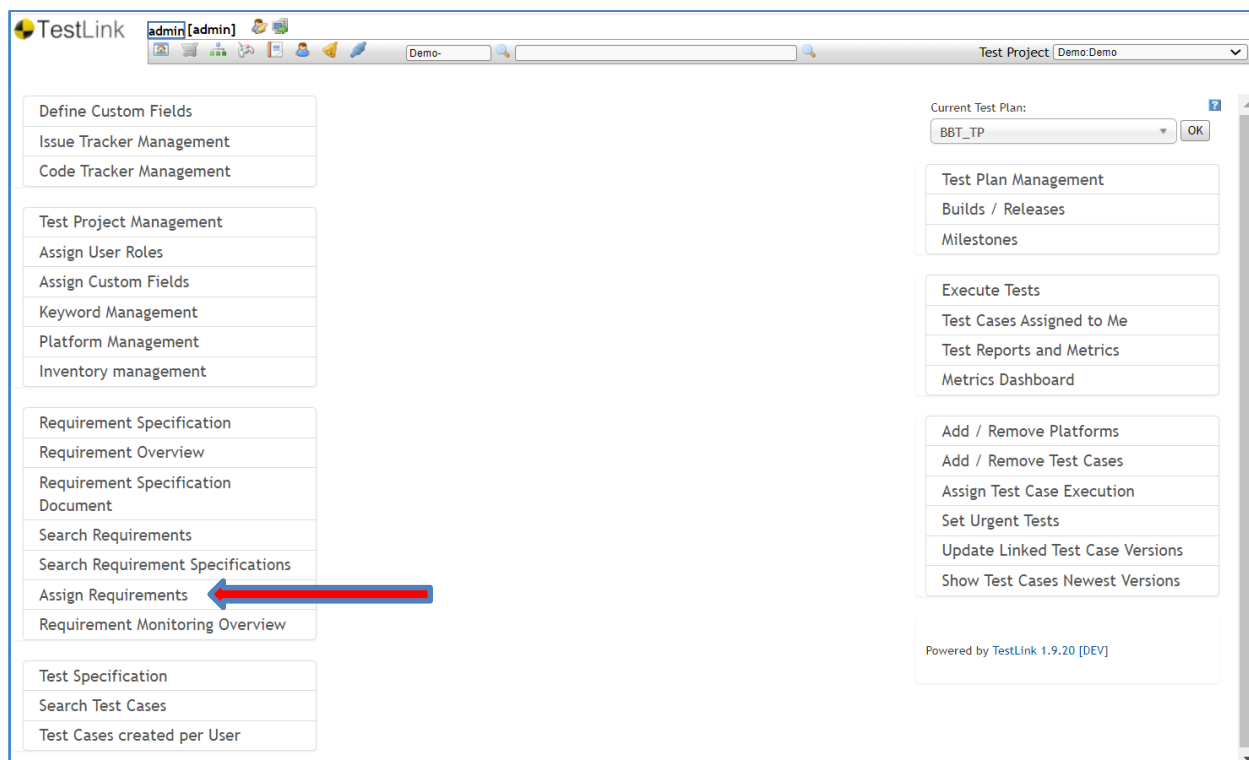 TestLink admin [admin]
Demo- Test Project Demo:Demo
Define Custom Fields
Issue Tracker Management
Code Tracker Management
Test Project Management
Assign User Roles
Assign Custom Fields
Keyword Management
Platform Management
Inventory management
Requirement Specification
Requirement Overview
Requirement Specification
Document
Search Requirements
Search Requirement Specifications
Assign Requirements
Requirement Monitoring Overview
Test Specification
Search Test Cases
Test Cases created per User
Current Test Plan: ?
BBT_TP OK
Test Plan Management
Builds / Releases
Milestones
Execute Tests
Test Cases Assigned to Me
Test Reports and Metrics
Metrics Dashboard
Add / Remove Platforms
Add / Remove Test Cases
Assign Test Case Execution
Set Urgent Tests
Update Linked Test Case Versions
Show Test Cases Newest Versions
Powered by TestLink 1.9.20 [DEV]